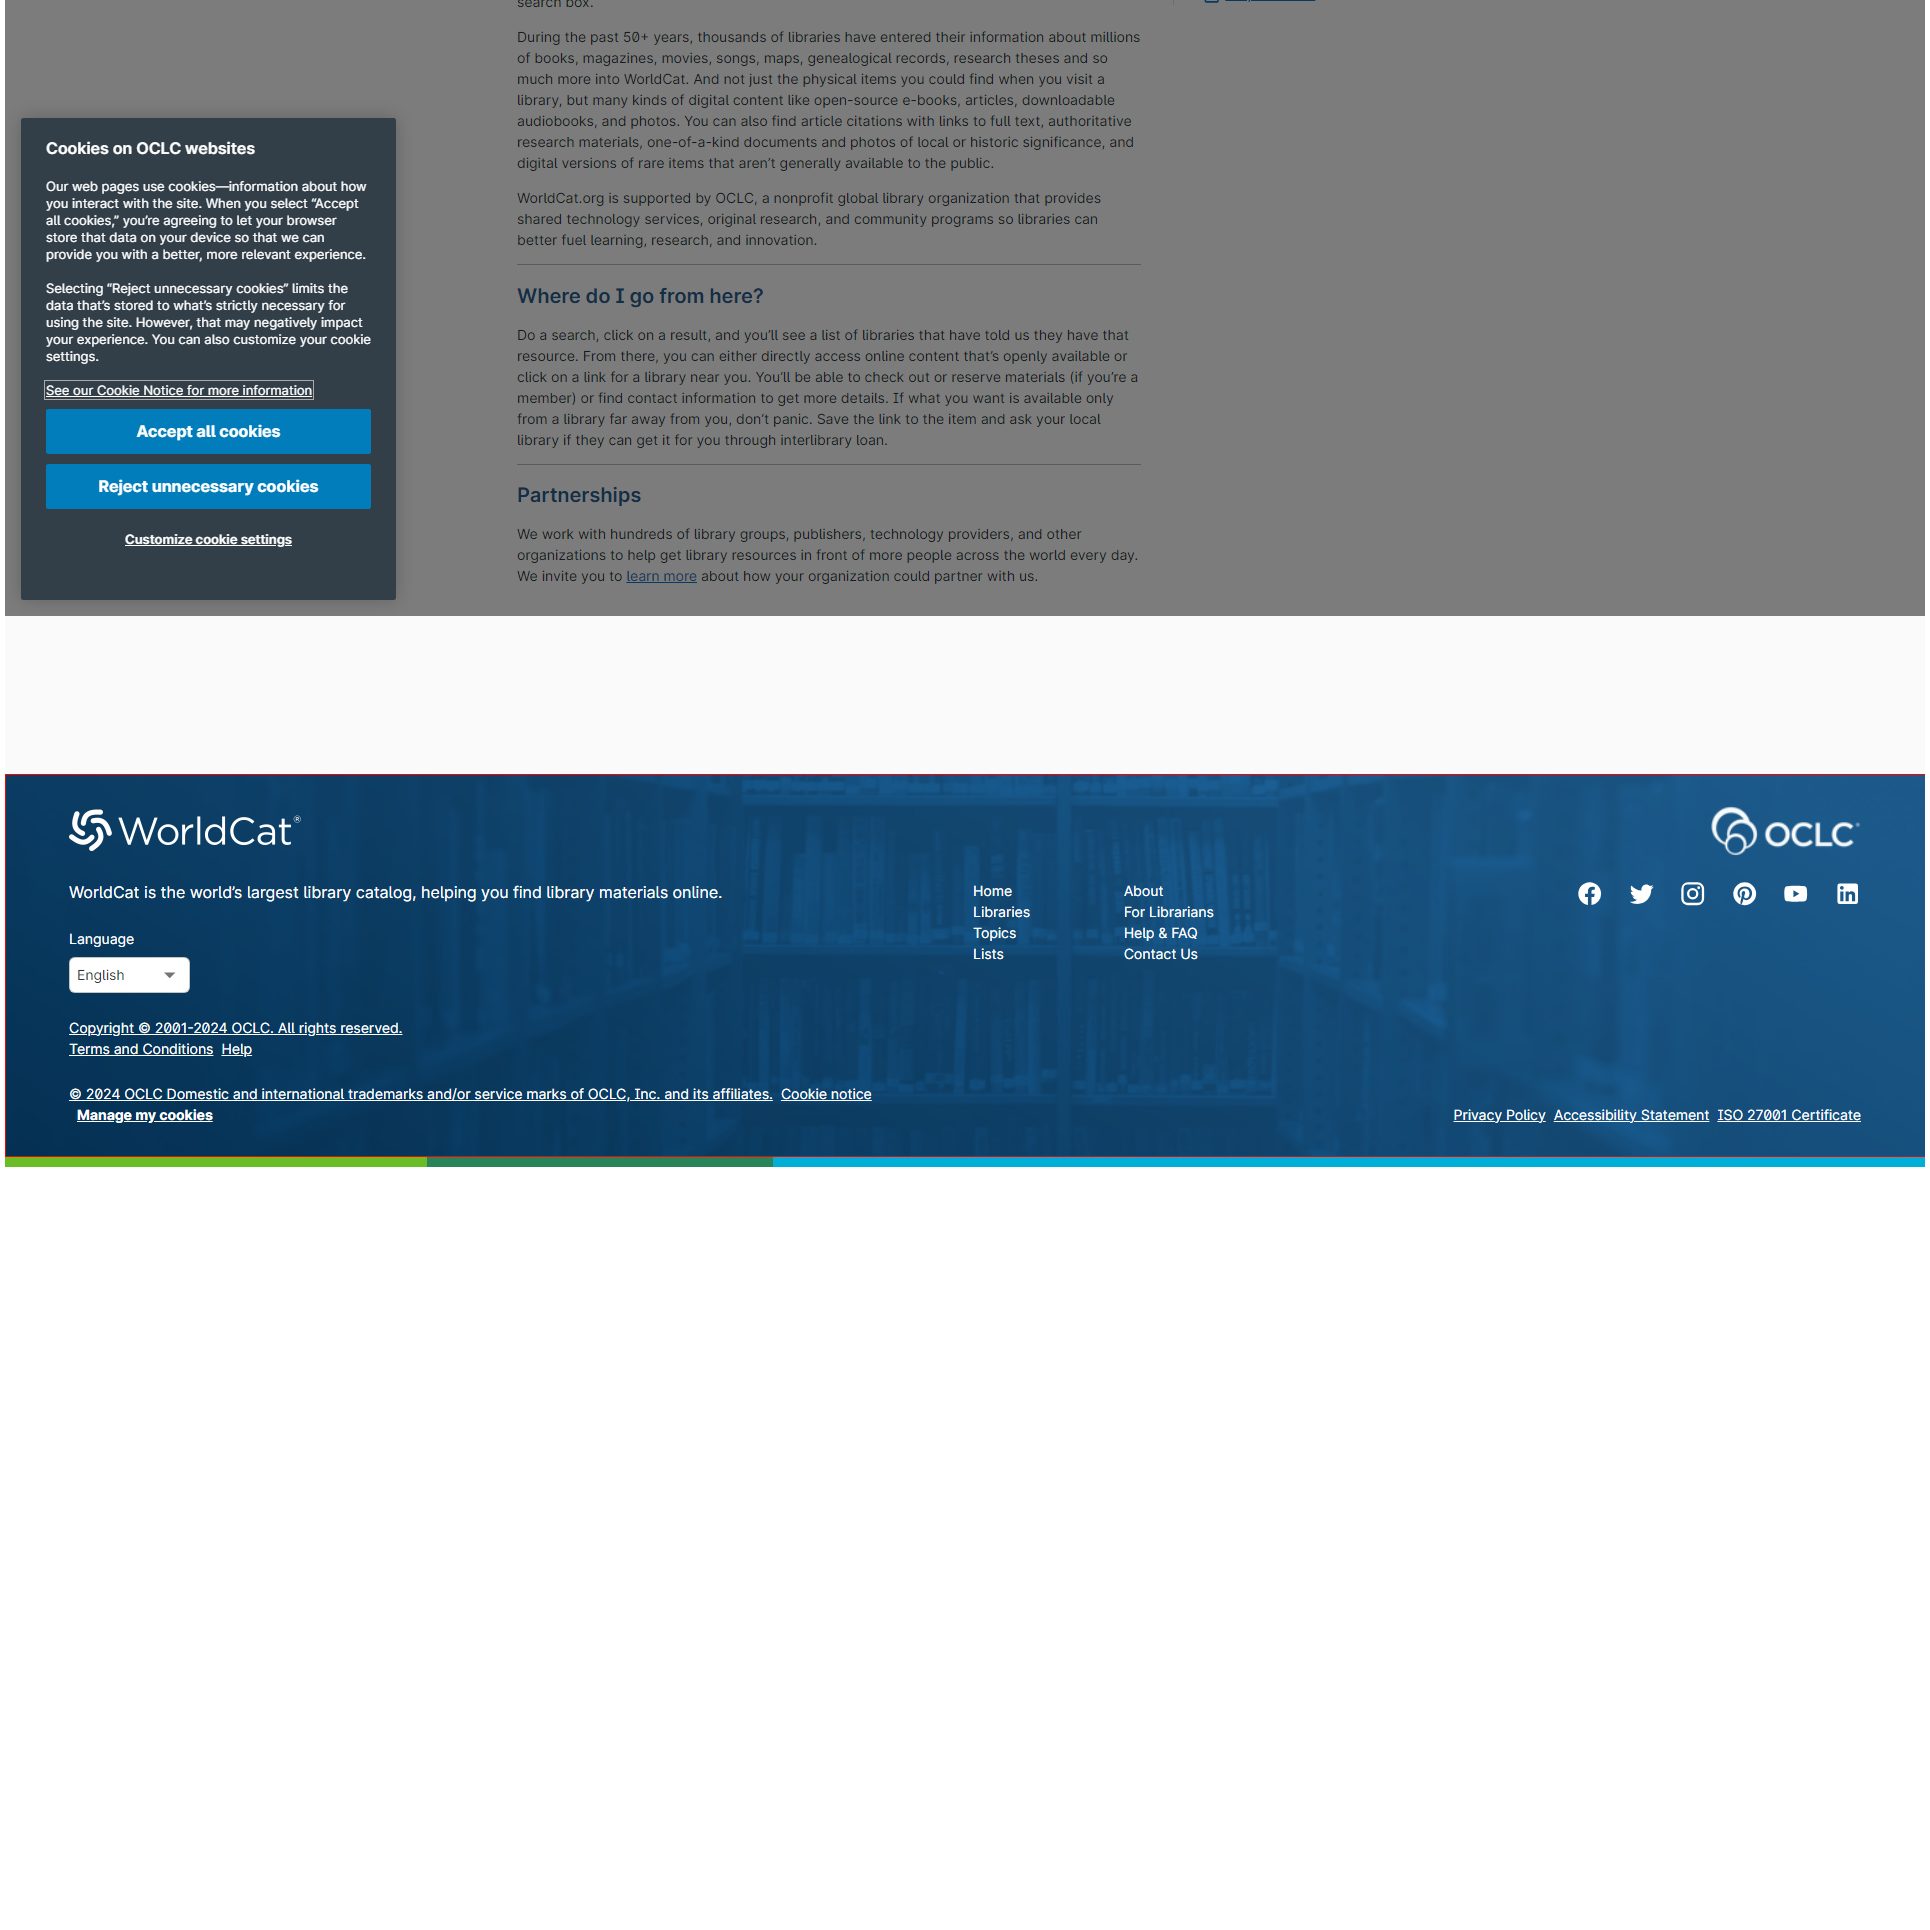 search box.
During the past 50+ years, thousands of libraries have entered their information about millions
of books, magazines, movies, songs, maps, genealogical records, research theses and so
much more into WorldCat. And not just the physical items you could find when you visit a
library, but many kinds of digital content like open-source e-books, articles, downloadable
audiobooks, and photos. You can also find article citations with links to full text, authoritative
research materials, one-of-a-kind documents and photos of local or historic significance, and
digital versions of rare items that aren’t generally available to the public.
WorldCat.org is supported by OCLC, a nonprofit global library organization that provides
shared technology services, original research, and community programs so libraries can
better fuel learning, research, and innovation.
Where do I go from here?
Do a search, click on a result, and you’ll see a list of libraries that have told us they have that
resource. From there, you can either directly access online content that’s openly available or
click on a link for a library near you. You’ll be able to check out or reserve materials (if you’re a
member) or find contact information to get more details. If what you want is available only
from a library far away from you, don’t panic. Save the link to the item and ask your local
library if they can get it for you through interlibrary loan.
Partnerships
We work with hundreds of library groups, publishers, technology providers, and other
organizations to help get library resources in front of more people across the world every day.
We invite you to learn more about how your organization could partner with us.
Cookies on OCLC websites
Our web pages use cookies—information about how
you interact with the site. When you select “Accept
all cookies,” you’re agreeing to let your browser
store that data on your device so that we can
provide you with a better, more relevant experience.
Selecting “Reject unnecessary cookies” limits the
data that’s stored to what’s strictly necessary for
using the site. However, that may negatively impact
your experience. You can also customize your cookie
settings.
See our Cookie Notice for more information
Accept all cookies
Reject unnecessary cookies
Customize cookie settings
WorldCat®
OCLC
WorldCat is the world’s largest library catalog, helping you find library materials online.
Home
Libraries
Topics
Lists
About
For Librarians
Help & FAQ
Contact Us
Language
English
Copyright © 2001-2024 OCLC. All rights reserved.
Terms and Conditions Help
© 2024 OCLC Domestic and international trademarks and/or service marks of OCLC, Inc. and its affiliates. Cookie notice
Manage my cookies
Privacy Policy Accessibility Statement ISO 27001 Certificate